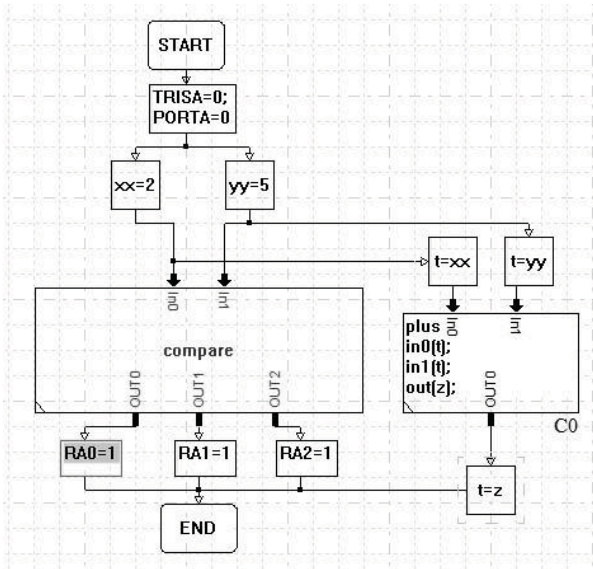 START
TRISA=0;
PORTA=0
xx=2
yy=5
t=xx
t=yy
In0
In1
compare
OUT0
OUT1
OUT2
plus
in0(t);
in1(t);
out(z);
In0
In1
OUT0
C0
RA0=1
RA1=1
RA2=1
t=z
END